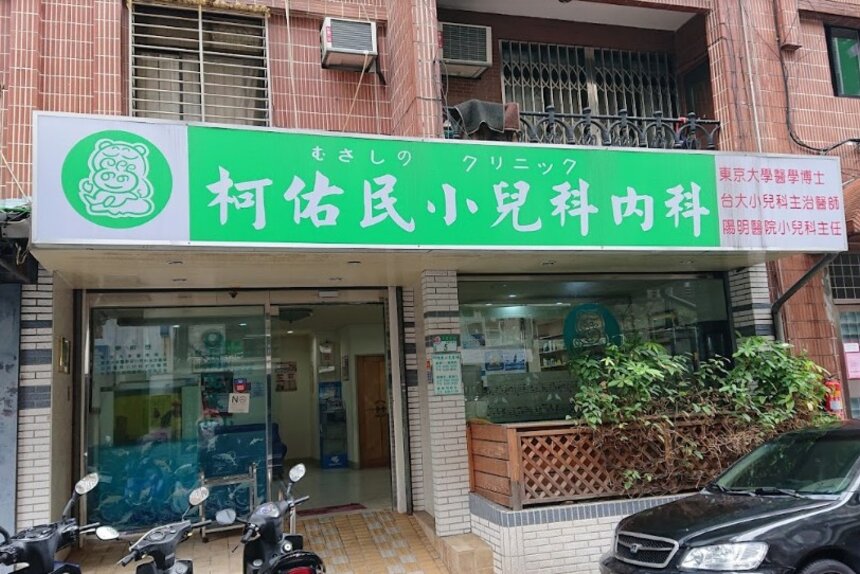 むさしの クリニック
柯佑民小兒科內科
東京大學醫學博士
台大小兒科主治醫師
陽明醫院小兒科主任